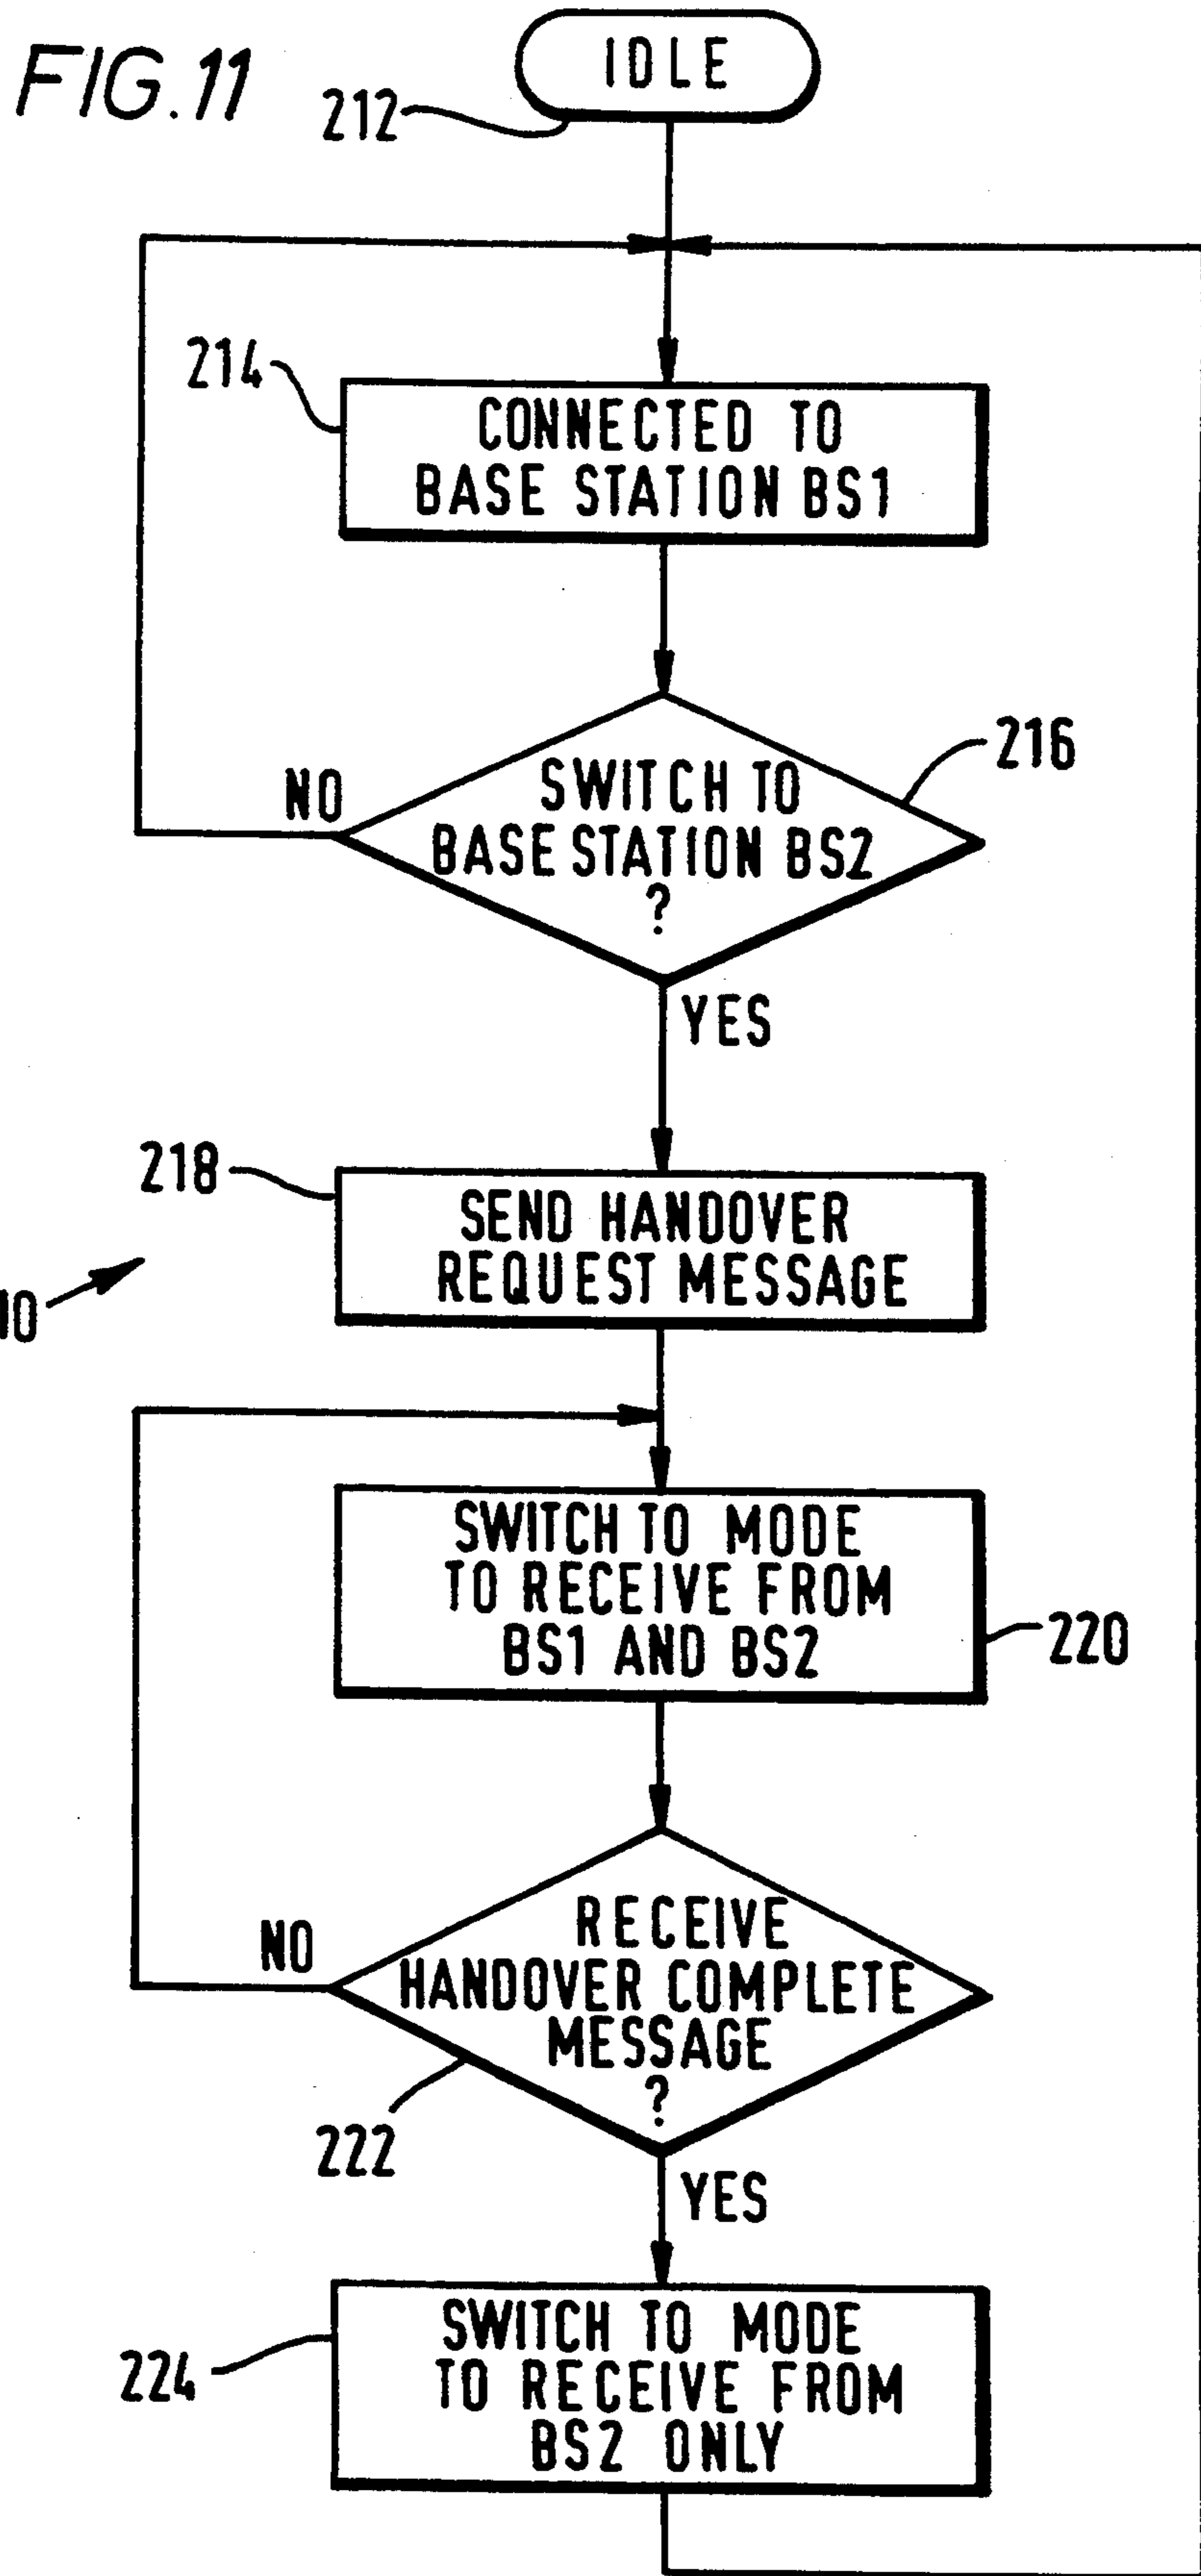 FIG.11
IDLE
212
214
CONNECTED TO
BASE STATION BS1
216
SWITCH TO
BASE STATION BS2
?
NO
YES
218
SEND HANDOVER
REQUEST MESSAGE
10
SWITCH TO MODE
TO RECEIVE FROM
BS1 AND BS2
220
RECEIVE
HANDOVER COMPLETE
MESSAGE
?
NO
222
YES
224
SWITCH TO MODE
TO RECEIVE FROM
BS2 ONLY